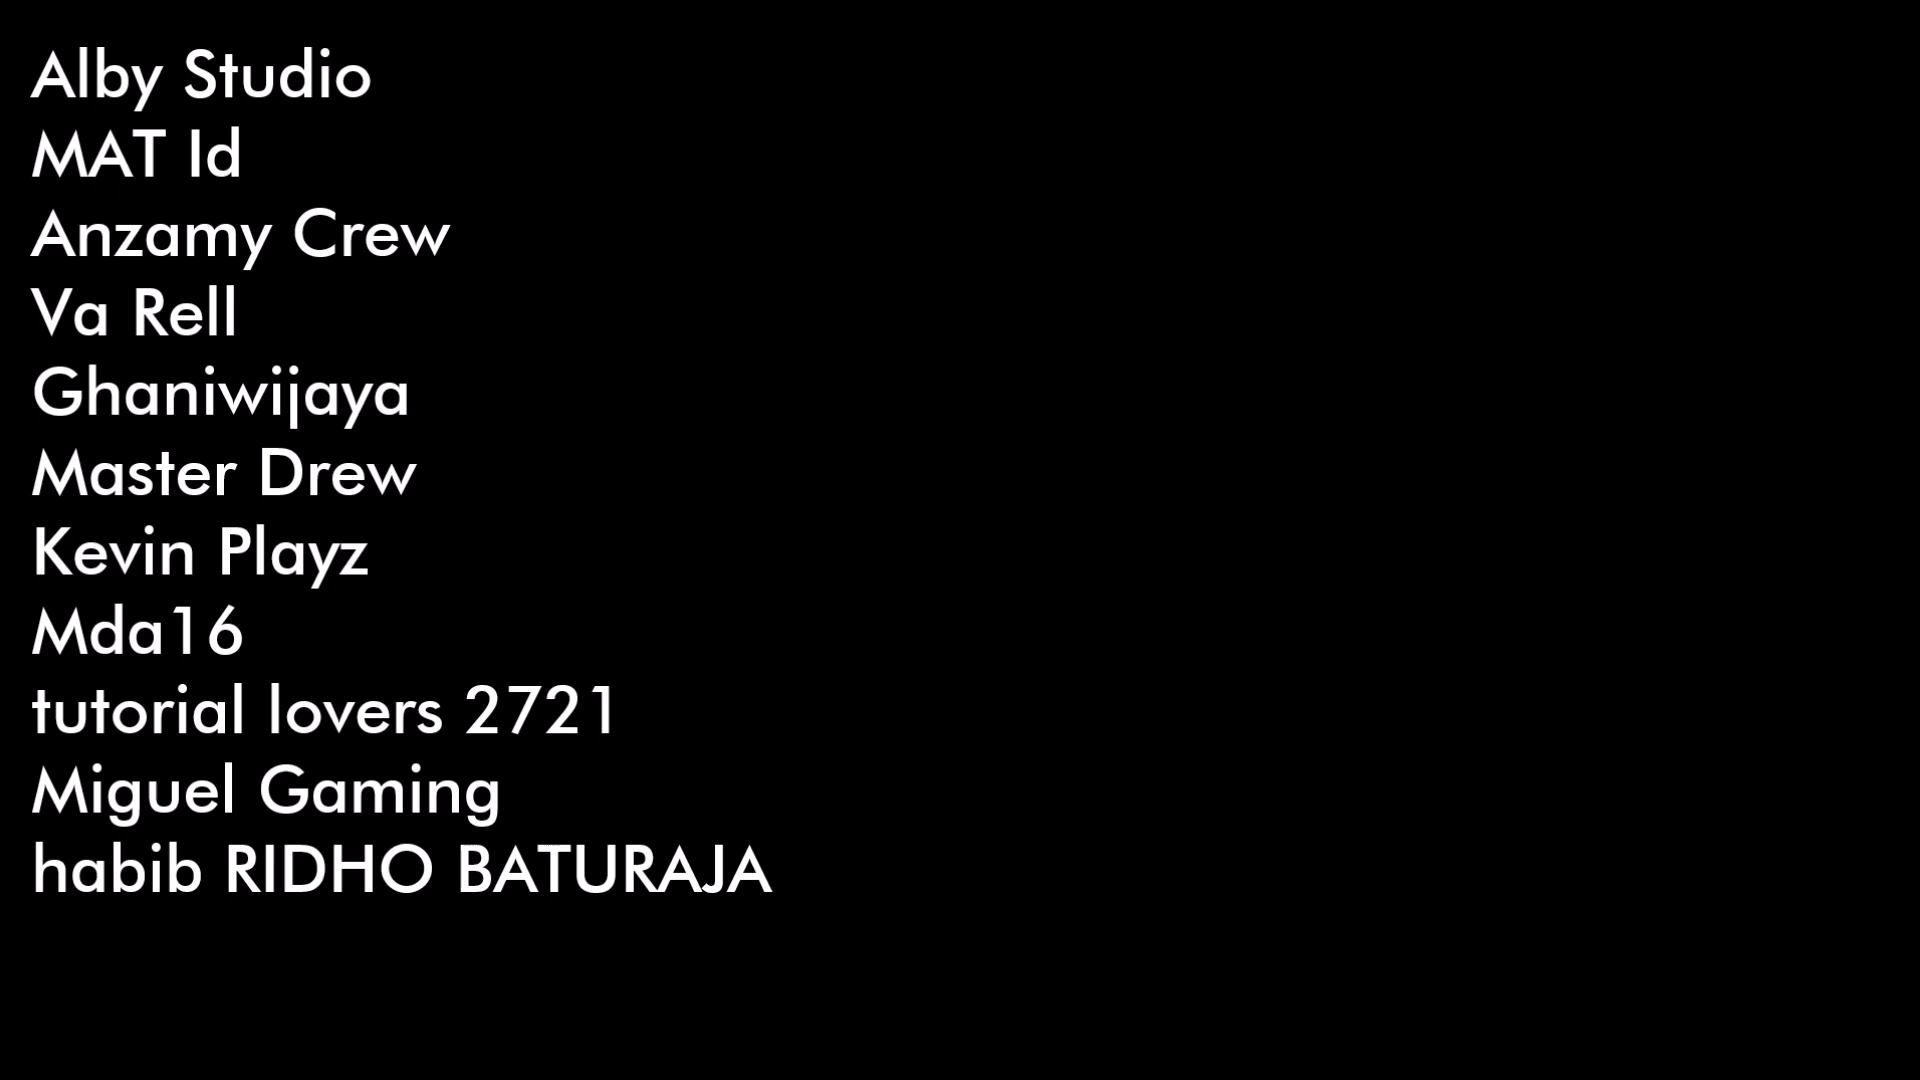 Alby Studio
MAT Id
Anzamy Crew
Va Rell
Ghaniwijaya
Master Drew
Kevin Playz
Mda16
tutorial lovers 2721
Miguel Gaming
habib RIDHO BATURAJA